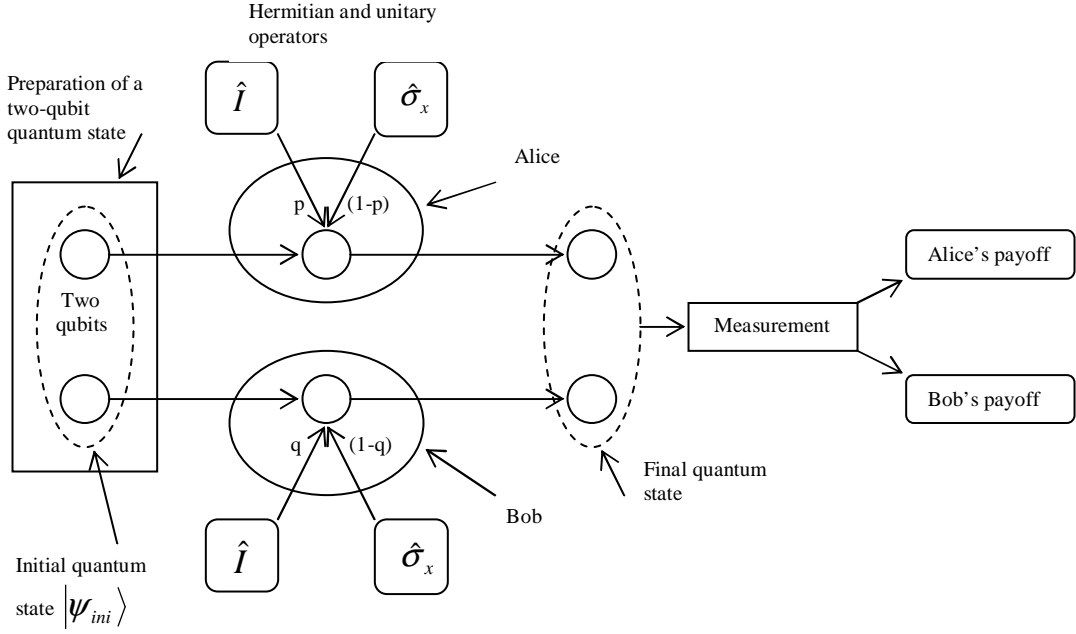 Hermitian and unitary
operators
Preparation of a
two-qubit
quantum state
Î
σ̂ₓ
Alice
p
(1-p)
Two
qubits
Measurement
Alice's payoff
Bob's payoff
q
(1-q)
Final quantum
state
Bob
Î
σ̂ₓ
Initial quantum
state |ψ_ini⟩